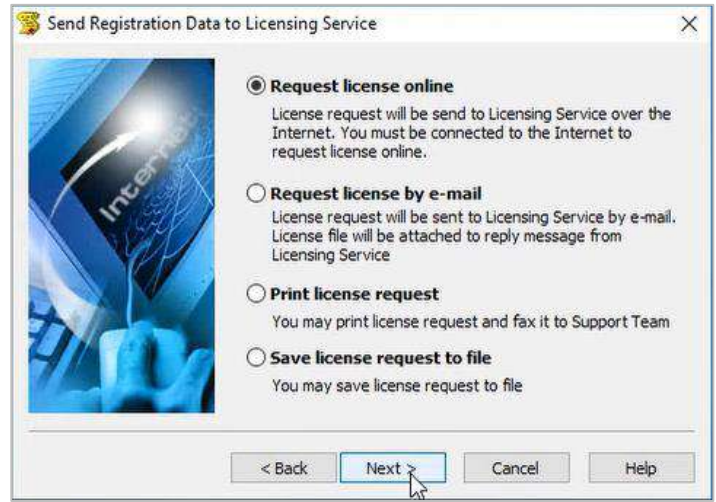 Send Registration Data to Licensing Service
Internet
Request license online
License request will be send to Licensing Service over the
Internet. You must be connected to the Internet to
request license online.
Request license by e-mail
License request will be sent to Licensing Service by e-mail.
License file will be attached to reply message from
Licensing Service
Print license request
You may print license request and fax it to Support Team
Save license request to file
You may save license request to file
< Back Next > Cancel Help